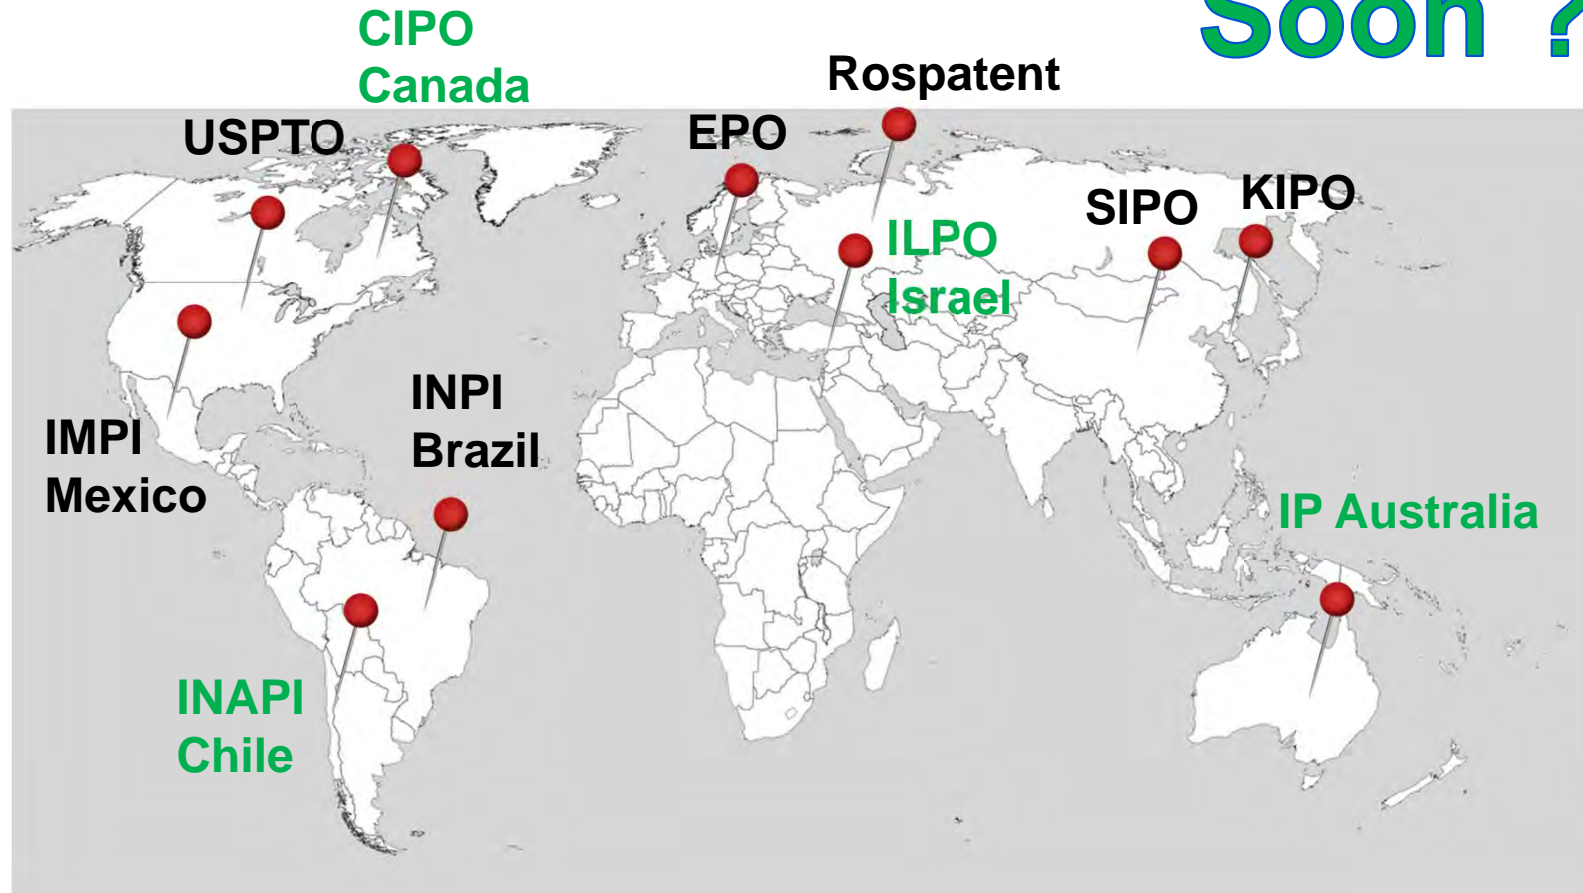 Soon ?
CIPO
Canada
Rospatent
USPTO
EPO
SIPO
KIPO
ILPO
Israel
INPI
Brazil
IMPI
Mexico
IP Australia
INAPI
Chile